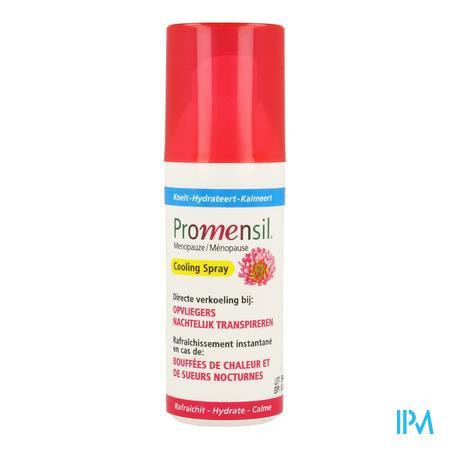 Koelt-Hydrateert-Kalmeert
Promensil®
Menopauze/Ménopause
Cooling Spray
Directe verkoeling bij:
OPVLIEGERS
NACHTELIJK TRANSPIREREN
Rafraîchissement instantané
en cas de:
BOUFFÉES DE CHALEUR ET
DE SUEURS NOCTURNES
Rafraichit - Hydrate - Calme
IPM